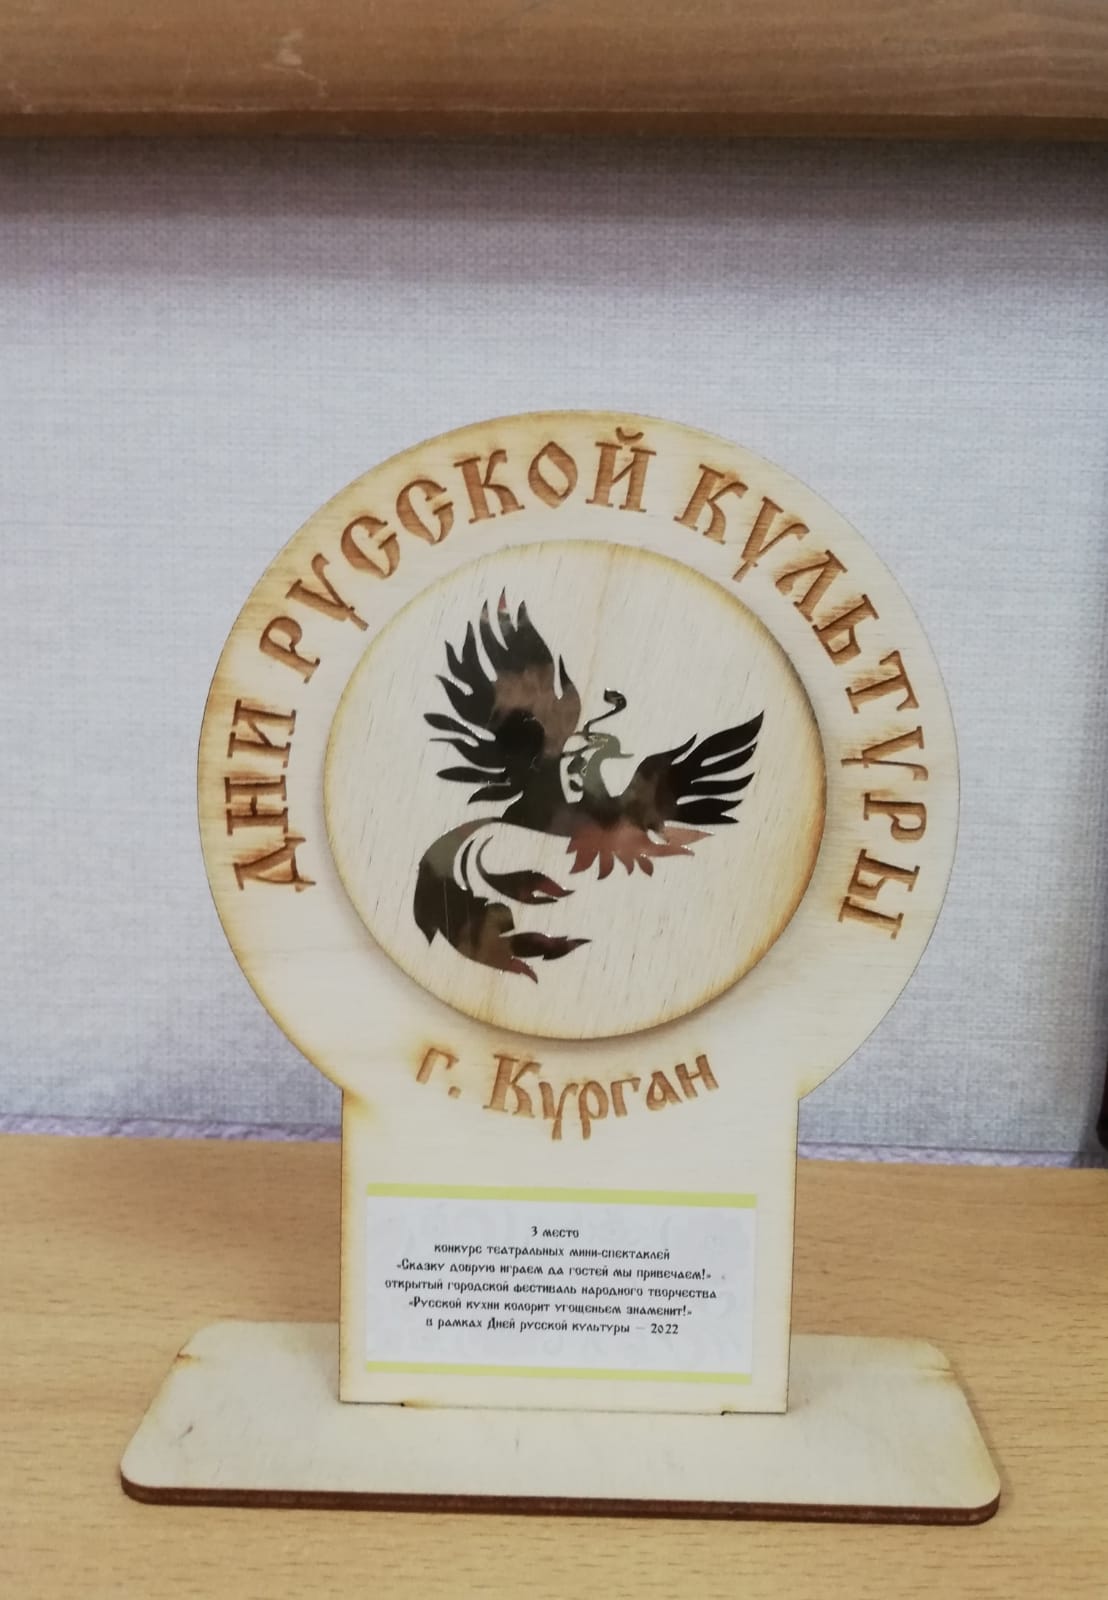 ДНИ РУССКОЙ КУЛЬТУРЫ
г. Курган
3 место
конкурс театральных мини-спектаклей
«Сказку доврую играем да гостей мы привечаем!»
открытый городской фестиваль народного творчества
«Русской кухни колорит угощеньем знаменит!»
в рамках Дней русской культуры – 2022